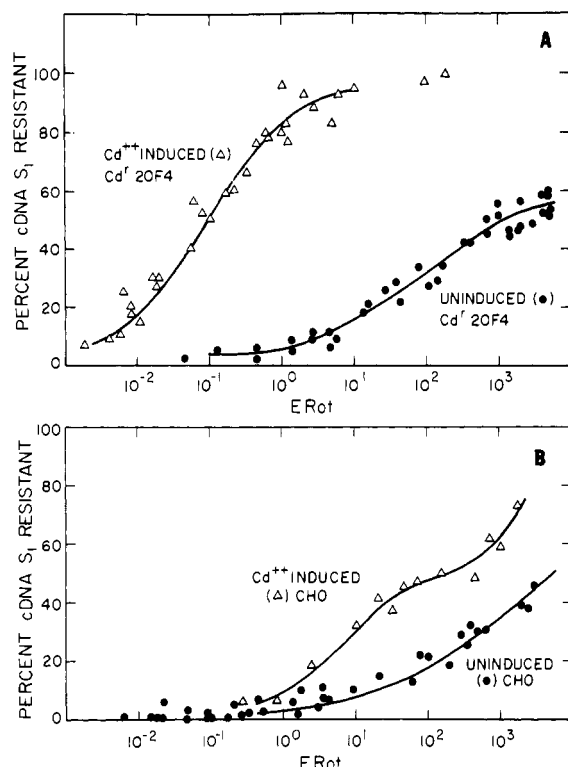 A
100
80
60
40
20
0
PERCENT cDNA S₁ RESISTANT
Cd⁺⁺ INDUCED (△)
Cdʳ 20F4
UNINDUCED (●)
Cdʳ 20F4
10⁻² 10⁻¹ 10⁰ 10¹ 10² 10³
ERot
B
100
80
60
40
20
0
PERCENT cDNA S₁ RESISTANT
Cd⁺⁺ INDUCED
(△) CHO
UNINDUCED
(●) CHO
10⁻² 10⁻¹ 10⁰ 10¹ 10² 10³
ERot